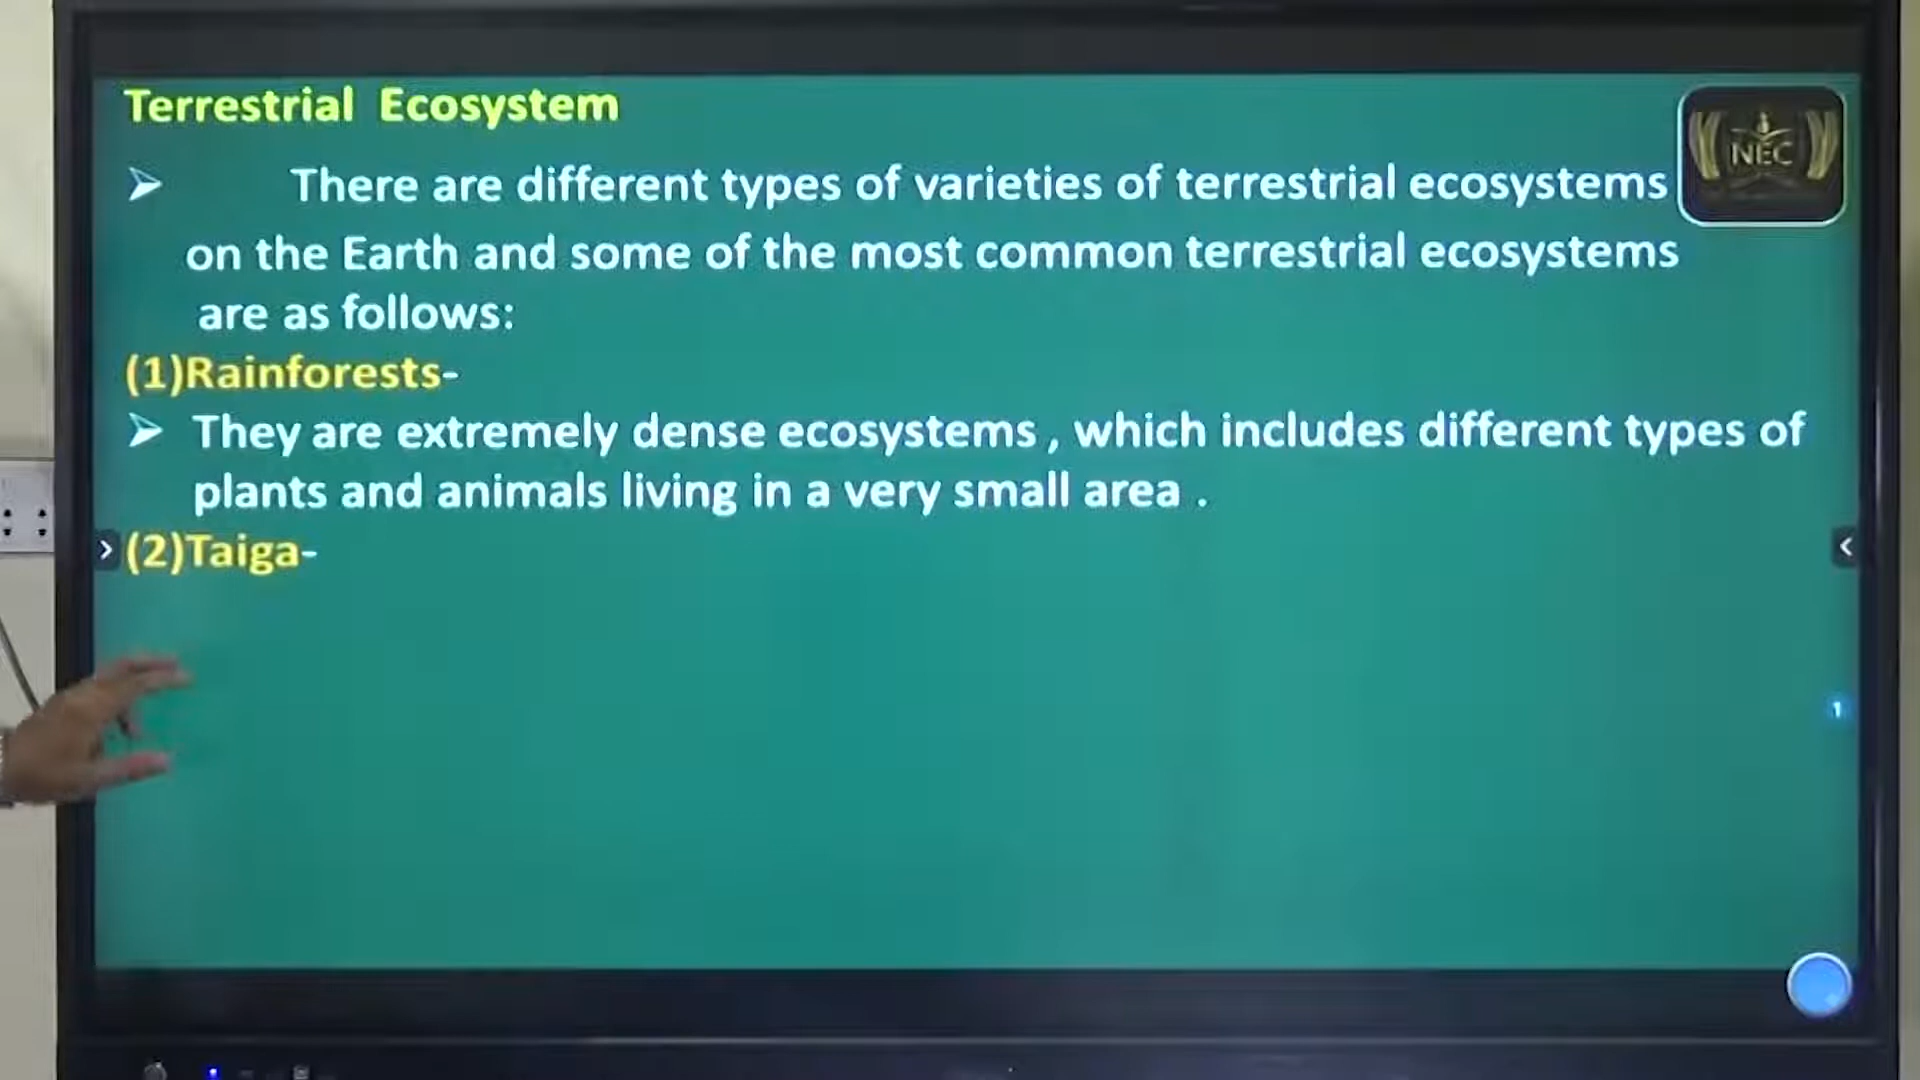 Terrestrial Ecosystem
NEC
➢ There are different types of varieties of terrestrial ecosystems
on the Earth and some of the most common terrestrial ecosystems
are as follows:
(1)Rainforests-
➢ They are extremely dense ecosystems , which includes different types of
plants and animals living in a very small area .
(2)Taiga-
1